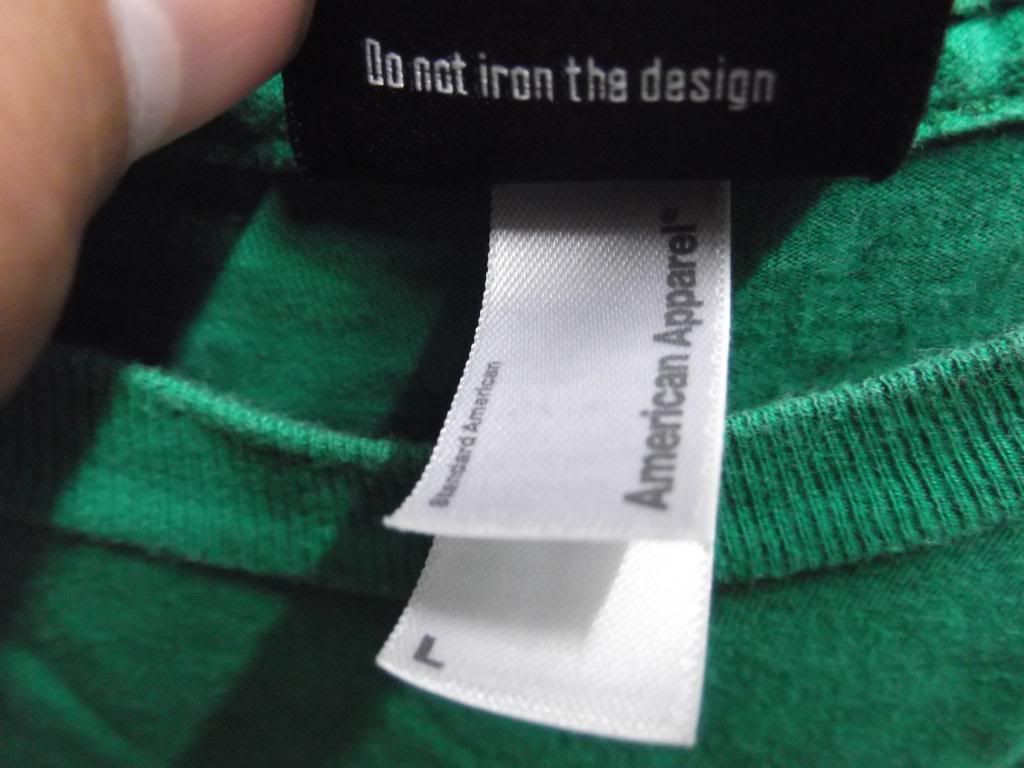 Do not iron the design
American Apparel®
Standard American
L